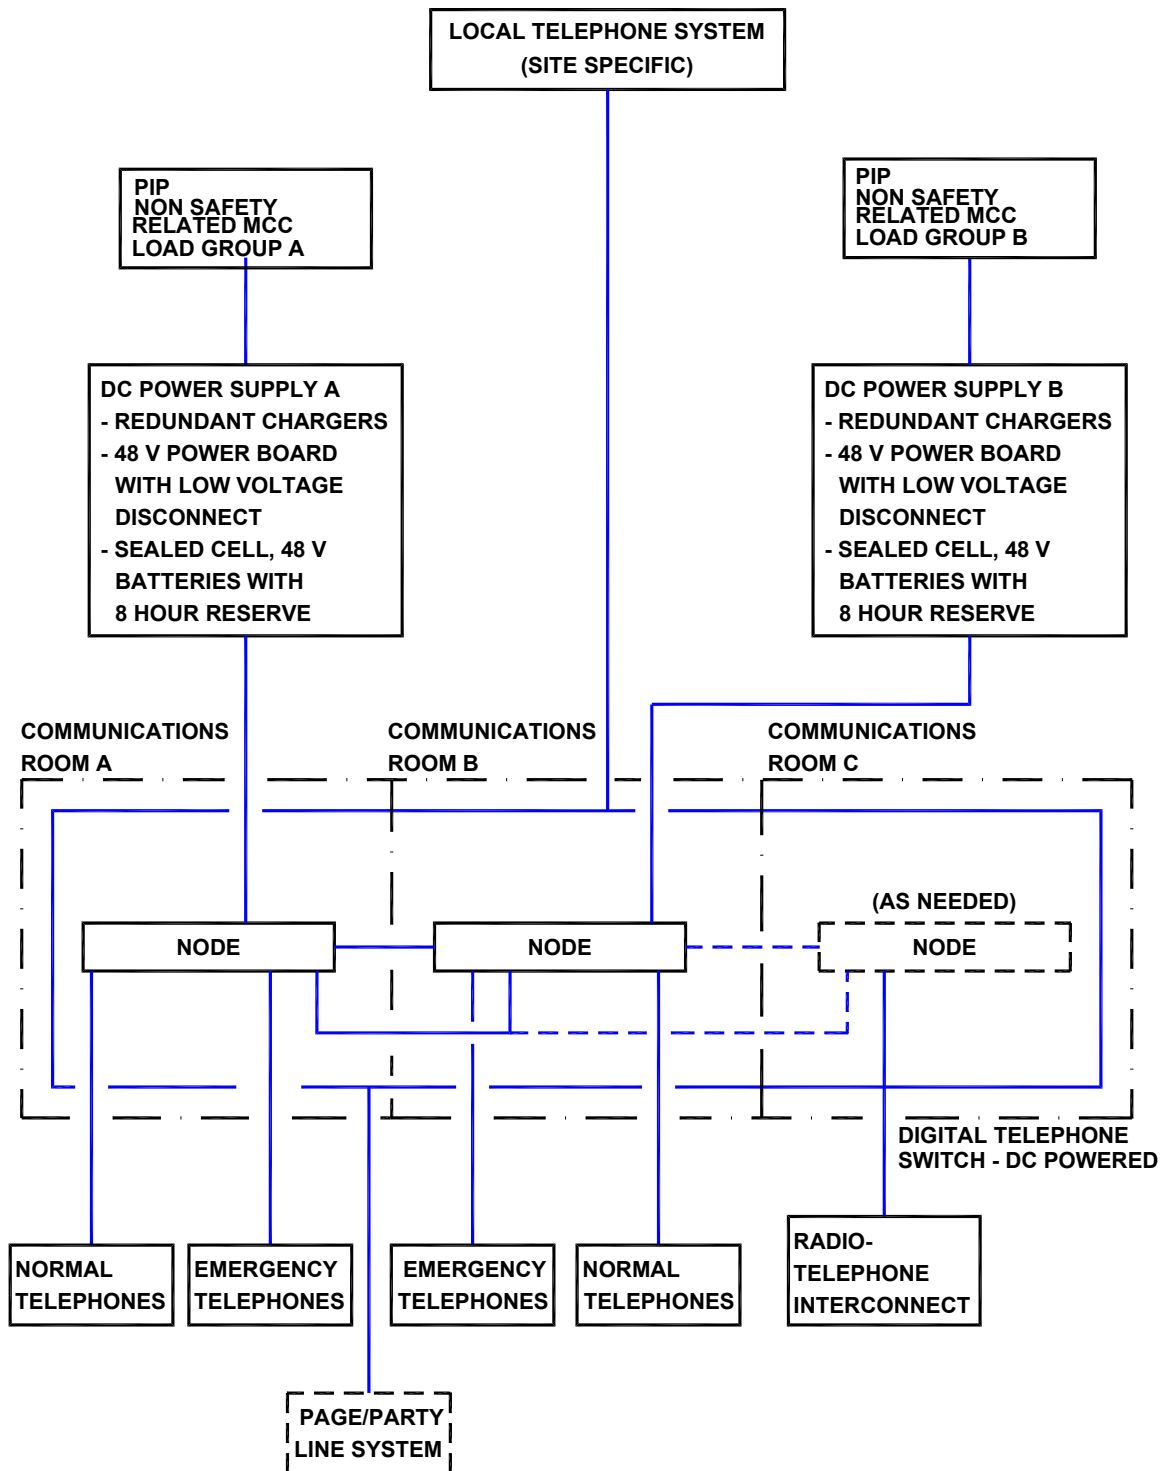 LOCAL TELEPHONE SYSTEM
(SITE SPECIFIC)
PIP
NON SAFETY
RELATED MCC
LOAD GROUP A
PIP
NON SAFETY
RELATED MCC
LOAD GROUP B
DC POWER SUPPLY A
- REDUNDANT CHARGERS
- 48 V POWER BOARD
WITH LOW VOLTAGE
DISCONNECT
- SEALED CELL, 48 V
BATTERIES WITH
8 HOUR RESERVE
DC POWER SUPPLY B
- REDUNDANT CHARGERS
- 48 V POWER BOARD
WITH LOW VOLTAGE
DISCONNECT
- SEALED CELL, 48 V
BATTERIES WITH
8 HOUR RESERVE
COMMUNICATIONS
ROOM A
COMMUNICATIONS
ROOM B
COMMUNICATIONS
ROOM C
(AS NEEDED)
NODE
NODE
NODE
DIGITAL TELEPHONE
SWITCH - DC POWERED
NORMAL
TELEPHONES
EMERGENCY
TELEPHONES
EMERGENCY
TELEPHONES
NORMAL
TELEPHONES
RADIO-
TELEPHONE
INTERCONNECT
PAGE/PARTY
LINE SYSTEM